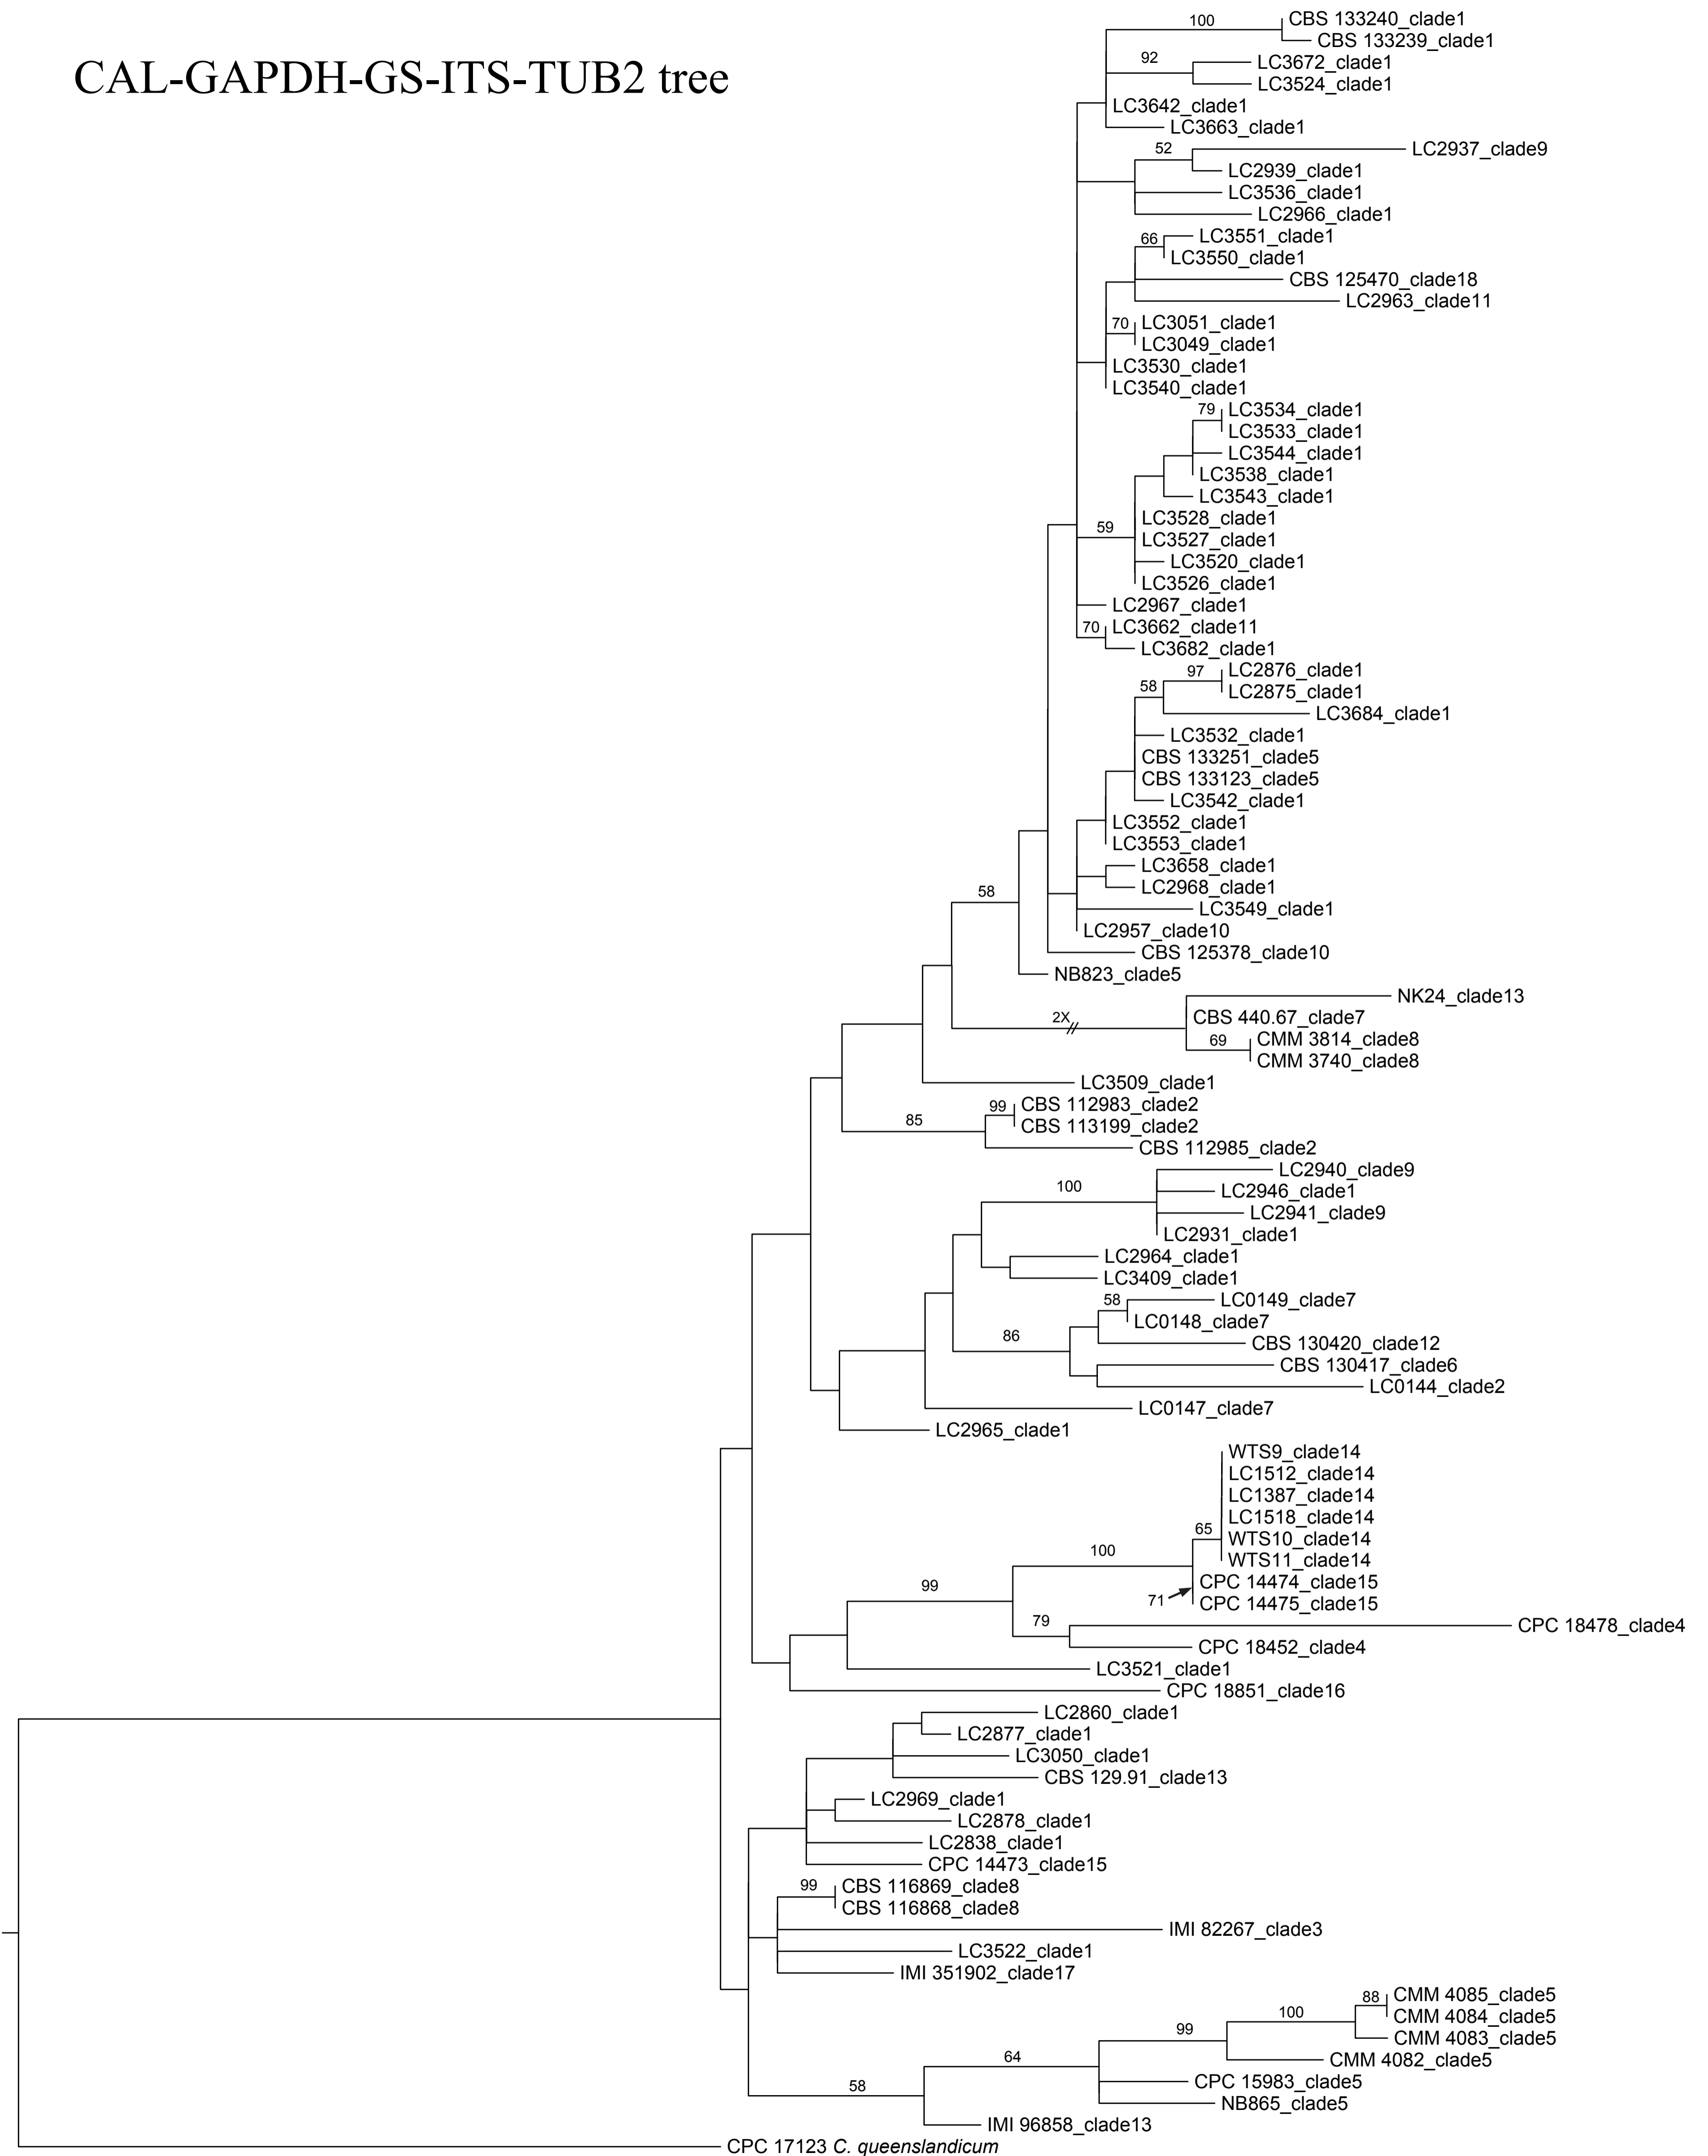 CAL-GAPDH-GS-ITS-TUB2 tree
100
CBS 133240_clade1
CBS 133239_clade1
92
LC3672_clade1
LC3524_clade1
LC3642_clade1
LC3663_clade1
52
LC2937_clade9
LC2939_clade1
LC3536_clade1
LC2966_clade1
66
LC3551_clade1
LC3550_clade1
CBS 125470_clade18
LC2963_clade11
70
LC3051_clade1
LC3049_clade1
LC3530_clade1
LC3540_clade1
79
LC3534_clade1
LC3533_clade1
LC3544_clade1
LC3538_clade1
LC3543_clade1
59
LC3528_clade1
LC3527_clade1
LC3520_clade1
LC3526_clade1
LC2967_clade1
70
LC3662_clade11
LC3682_clade1
58
97
LC2876_clade1
LC2875_clade1
LC3684_clade1
LC3532_clade1
CBS 133251_clade5
CBS 133123_clade5
LC3542_clade1
LC3552_clade1
LC3553_clade1
LC3658_clade1
LC2968_clade1
58
LC3549_clade1
LC2957_clade10
CBS 125378_clade10
NB823_clade5
2X
NK24_clade13
CBS 440.67_clade7
69
CMM 3814_clade8
CMM 3740_clade8
LC3509_clade1
85
99
CBS 112983_clade2
CBS 113199_clade2
CBS 112985_clade2
100
LC2940_clade9
LC2946_clade1
LC2941_clade9
LC2931_clade1
LC2964_clade1
LC3409_clade1
86
58
LC0149_clade7
LC0148_clade7
CBS 130420_clade12
CBS 130417_clade6
LC0144_clade2
LC0147_clade7
LC2965_clade1
WTS9_clade14
LC1512_clade14
LC1387_clade14
LC1518_clade14
65
WTS10_clade14
WTS11_clade14
99
100
71
CPC 14474_clade15
CPC 14475_clade15
79
CPC 18478_clade4
CPC 18452_clade4
LC3521_clade1
CPC 18851_clade16
LC2860_clade1
LC2877_clade1
LC3050_clade1
CBS 129.91_clade13
LC2969_clade1
LC2878_clade1
LC2838_clade1
CPC 14473_clade15
99
CBS 116869_clade8
CBS 116868_clade8
IMI 82267_clade3
LC3522_clade1
IMI 351902_clade17
88
CMM 4085_clade5
CMM 4084_clade5
100
CMM 4083_clade5
99
CMM 4082_clade5
64
CPC 15983_clade5
NB865_clade5
58
IMI 96858_clade13
CPC 17123 C. queenslandicum